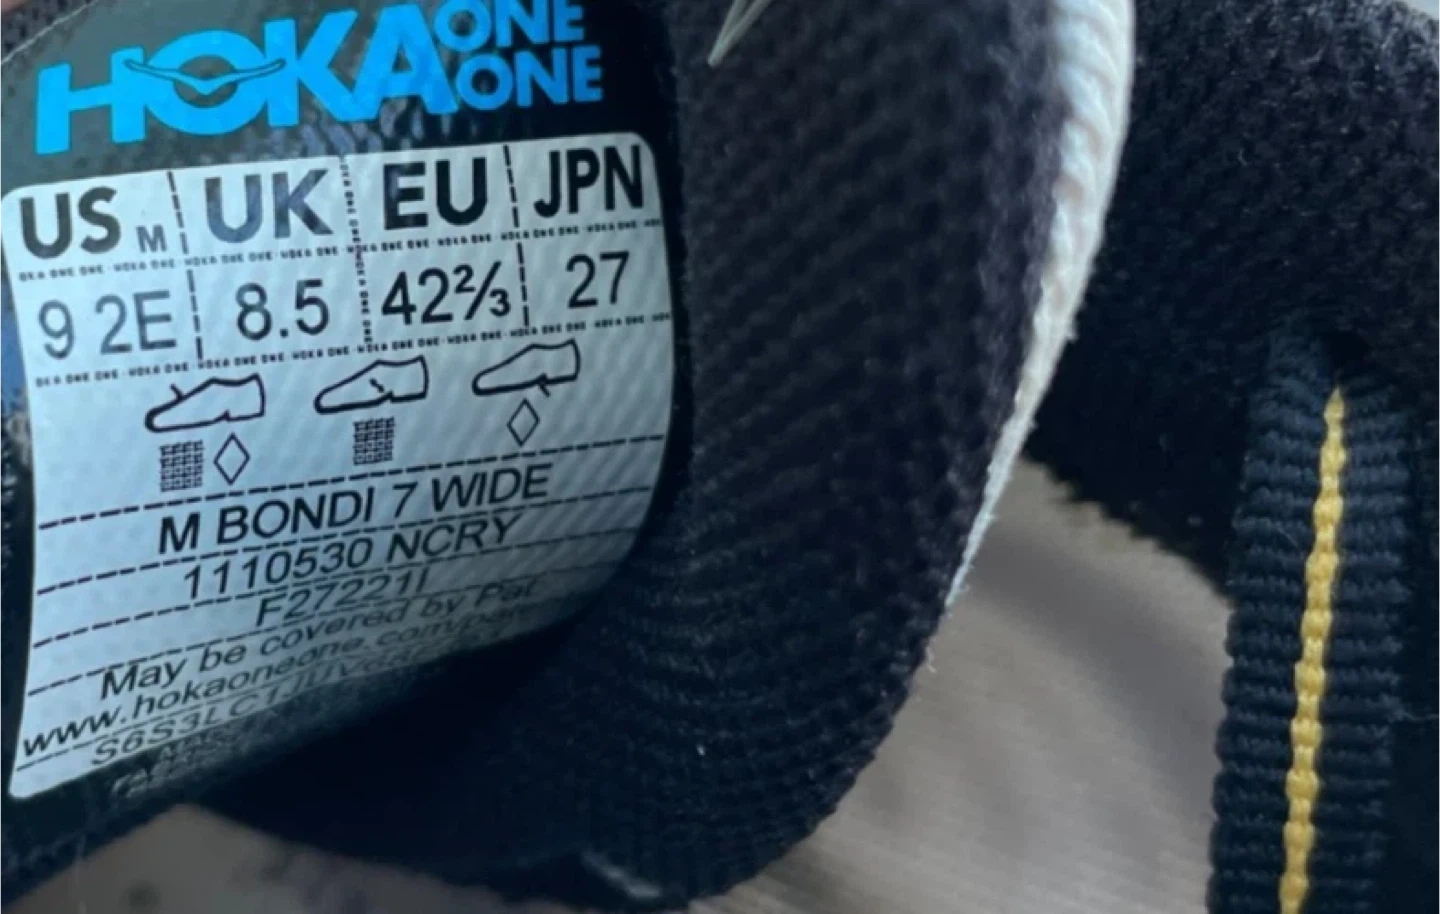 HOKA ONE ONE
US M UK EU JPN
9 2E 8.5 42⅔ 27
M BONDI 7 WIDE
1110530 NCRY
F27221I
May be covered by Pat
www.hokaoneone.com/